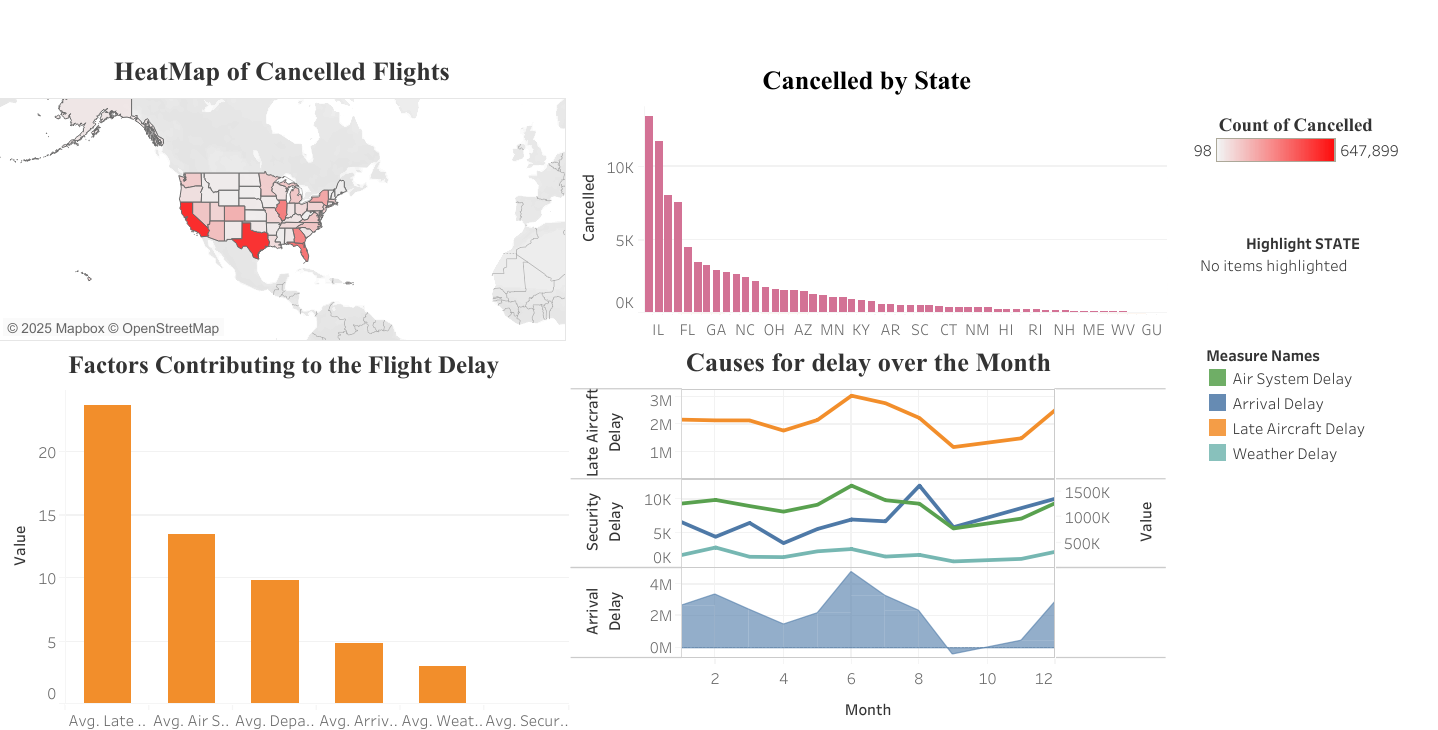 HeatMap of Cancelled Flights
© 2025 Mapbox © OpenStreetMap
Cancelled by State
Cancelled
10K
5K
0K
IL FL GA NC OH AZ MN KY AR SC CT NM HI RI NH ME WV GU
Count of Cancelled
98 647,899
Highlight STATE
No items highlighted
Factors Contributing to the Flight Delay
Value
20
15
10
5
0
Avg. Late .. Avg. Air S.. Avg. Depa.. Avg. Arriv.. Avg. Weat.. Avg. Secur..
Causes for delay over the Month
Late Aircraft
Delay
3M
2M
1M
Security
Delay
10K
5K
0K
1500K
1000K
500K
Value
Arrival
Delay
4M
2M
0M
2 4 6 8 10 12
Month
Measure Names
Air System Delay
Arrival Delay
Late Aircraft Delay
Weather Delay